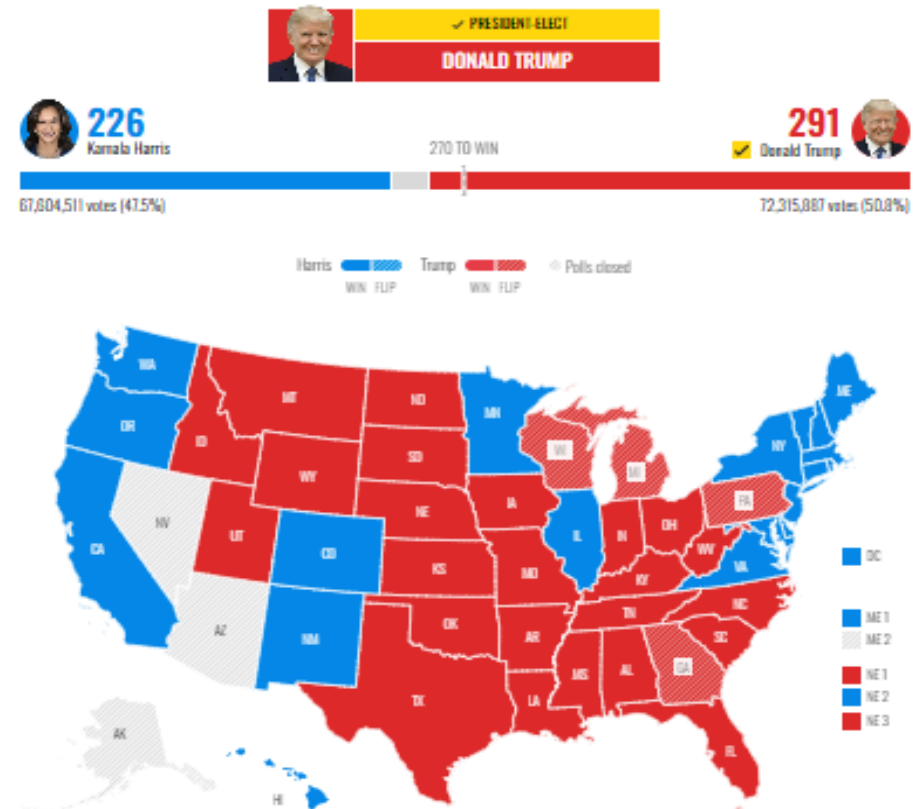 ✓ PRESIDENT-ELECT
DONALD TRUMP
226
Kamala Harris
270 TO WIN
291
✓ Donald Trump
67,604,511 votes (47.5%)
72,315,887 votes (50.8%)
Harris
WIN FLIP
Trump
WIN FLIP
Polls closed
WA
MT
ND
MN
ME
OR
ID
SD
WI
MI
NY
WY
IA
PA
NV
NE
UT
CO
IL
IN
OH
WV
VA
CA
KS
MO
KY
DC
AZ
NM
OK
AR
TN
NC
SC
ME 1
ME 2
TX
LA
MS
AL
GA
NE 1
NE 2
NE 3
AK
FL
HI